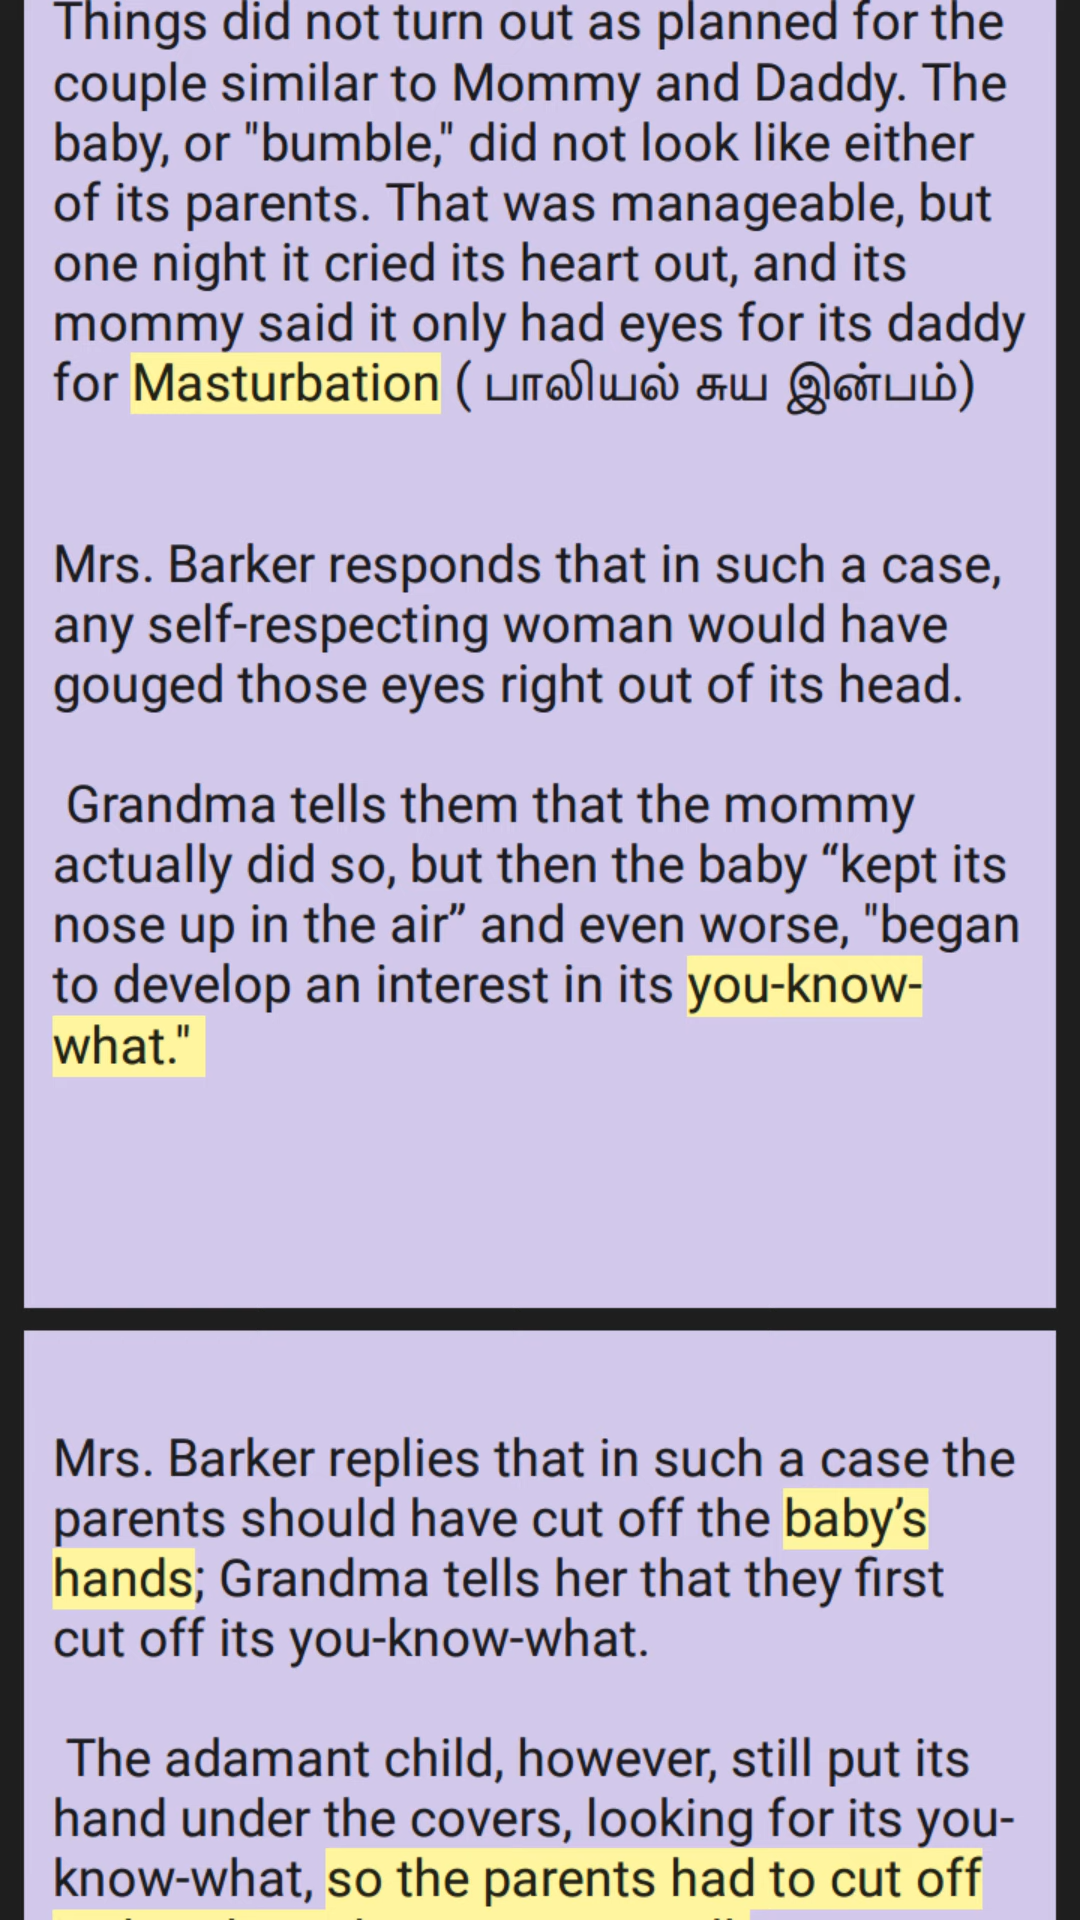 Things did not turn out as planned for the
couple similar to Mommy and Daddy. The
baby, or "bumble," did not look like either
of its parents. That was manageable, but
one night it cried its heart out, and its
mommy said it only had eyes for its daddy
for Masturbation ( பாலியல் சுய இன்பம்)
Mrs. Barker responds that in such a case,
any self-respecting woman would have
gouged those eyes right out of its head.
Grandma tells them that the mommy
actually did so, but then the baby “kept its
nose up in the air” and even worse, "began
to develop an interest in its you-know-
what."
Mrs. Barker replies that in such a case the
parents should have cut off the baby’s
hands; Grandma tells her that they first
cut off its you-know-what.
The adamant child, however, still put its
hand under the covers, looking for its you-
know-what, so the parents had to cut off